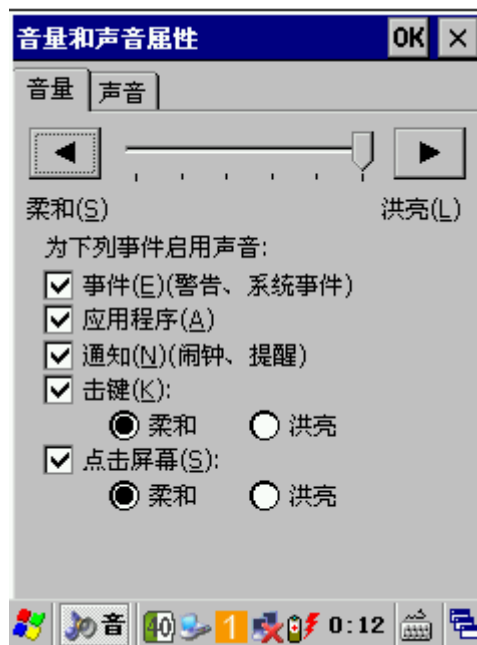 音量和声音属性 OK ×
音量 声音
柔和(S) 洪亮(L)
为下列事件启用声音:
事件(E)(警告、系统事件)
应用程序(A)
通知(N)(闹钟、提醒)
击键(K):
柔和 洪亮
点击屏幕(S):
柔和 洪亮
音 40 1 0:12